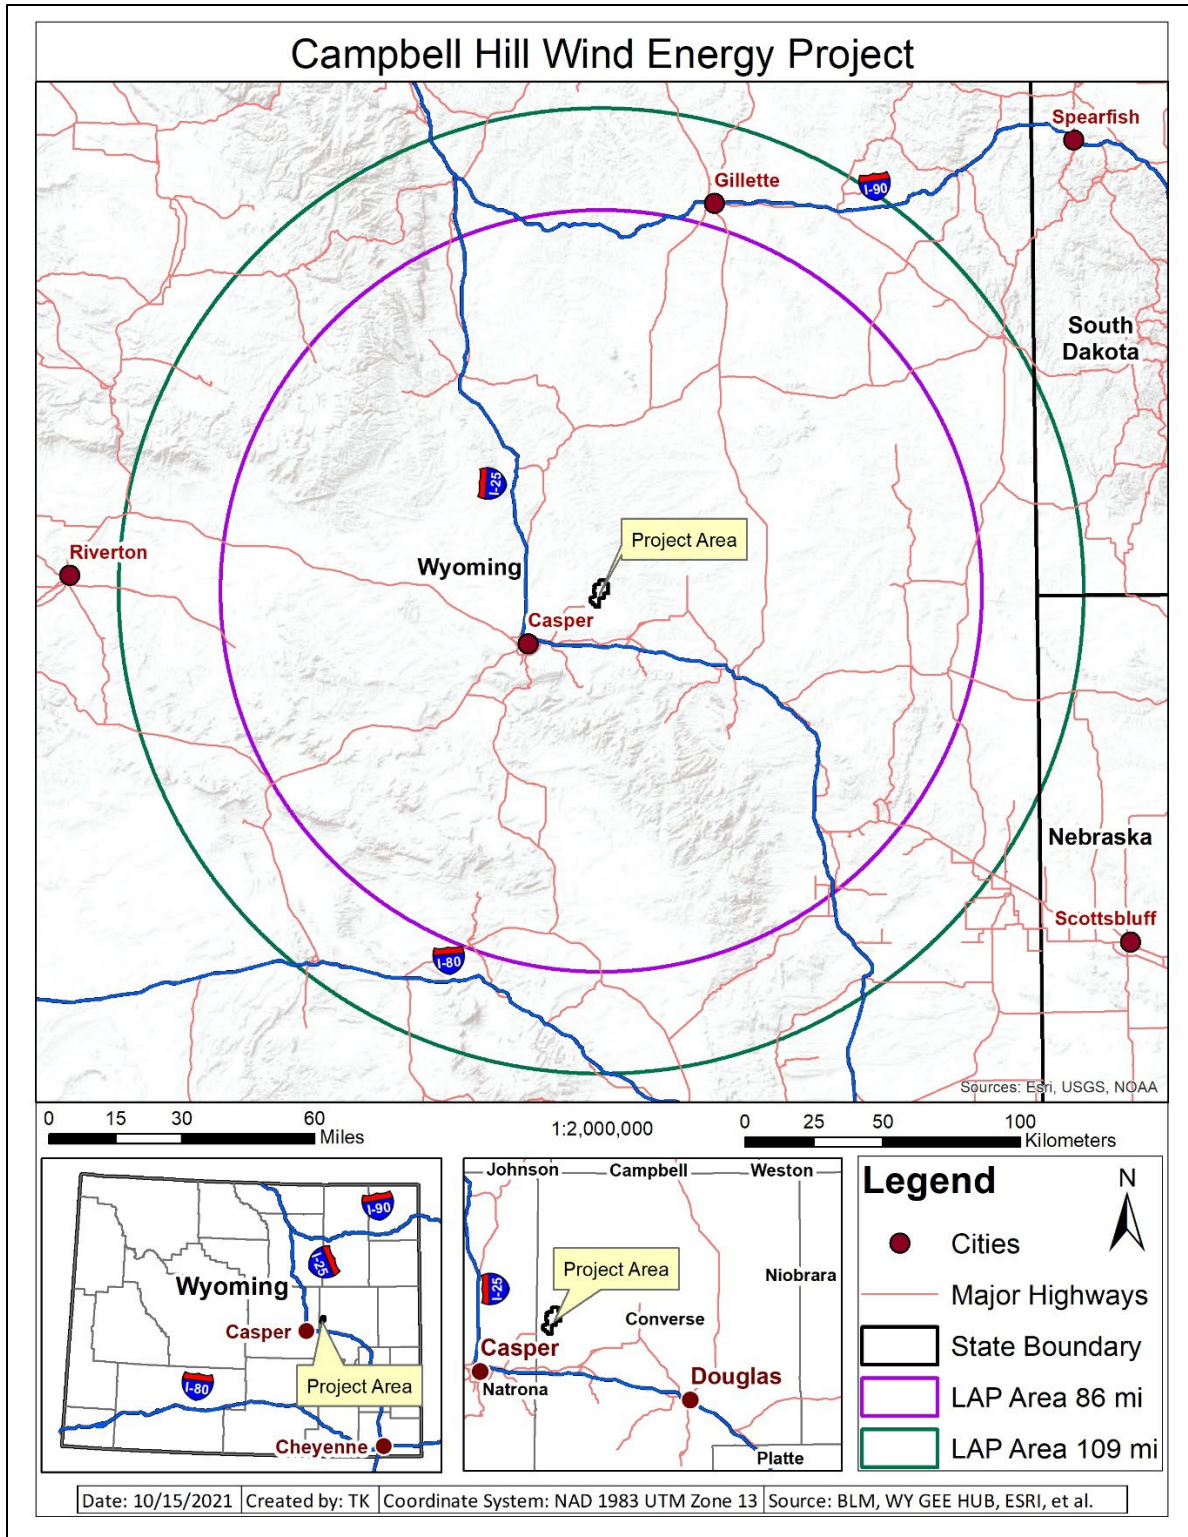 Campbell Hill Wind Energy Project
Spearfish
Gillette
I-90
South
Dakota
I-25
Project Area
Riverton
Wyoming
Casper
Nebraska
Scottsbluff
I-80
Sources: Esri, USGS, NOAA
0 15 30 60
Miles
1:2,000,000
0 25 50 100
Kilometers
I-90
I-25
Wyoming
Casper
Project Area
I-80
Cheyenne
Johnson Campbell Weston
Project Area
I-25
Niobrara
Converse
Casper
Natrona
Douglas
Platte
Legend
N
Cities
Major Highways
State Boundary
LAP Area 86 mi
LAP Area 109 mi
Date: 10/15/2021 Created by: TK Coordinate System: NAD 1983 UTM Zone 13 Source: BLM, WY GEE HUB, ESRI, et al.